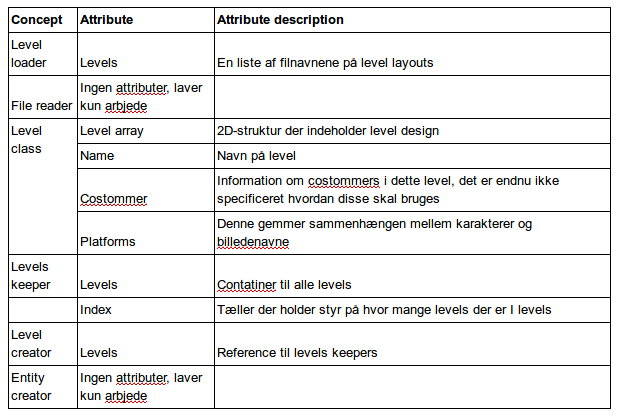 Concept Attribute Attribute description
Level
loader Levels En liste af filnavnene på level layouts
Ingen attributer, laver
File reader kun arbjede
Level Level array 2D-struktur der indeholder level design
class
Name Navn på level
Information om costommers i dette level, det er endnu ikke
Costommer specificeret hvordan disse skal bruges
Denne gemmer sammenhængen mellem karakterer og
Platforms billedenavne
Levels
keeper Levels Contatiner til alle levels
Index Tæller der holder styr på hvor mange levels der er I levels
Level
creator Levels Reference til levels keepers
Entity Ingen attributer, laver
creator kun arbjede